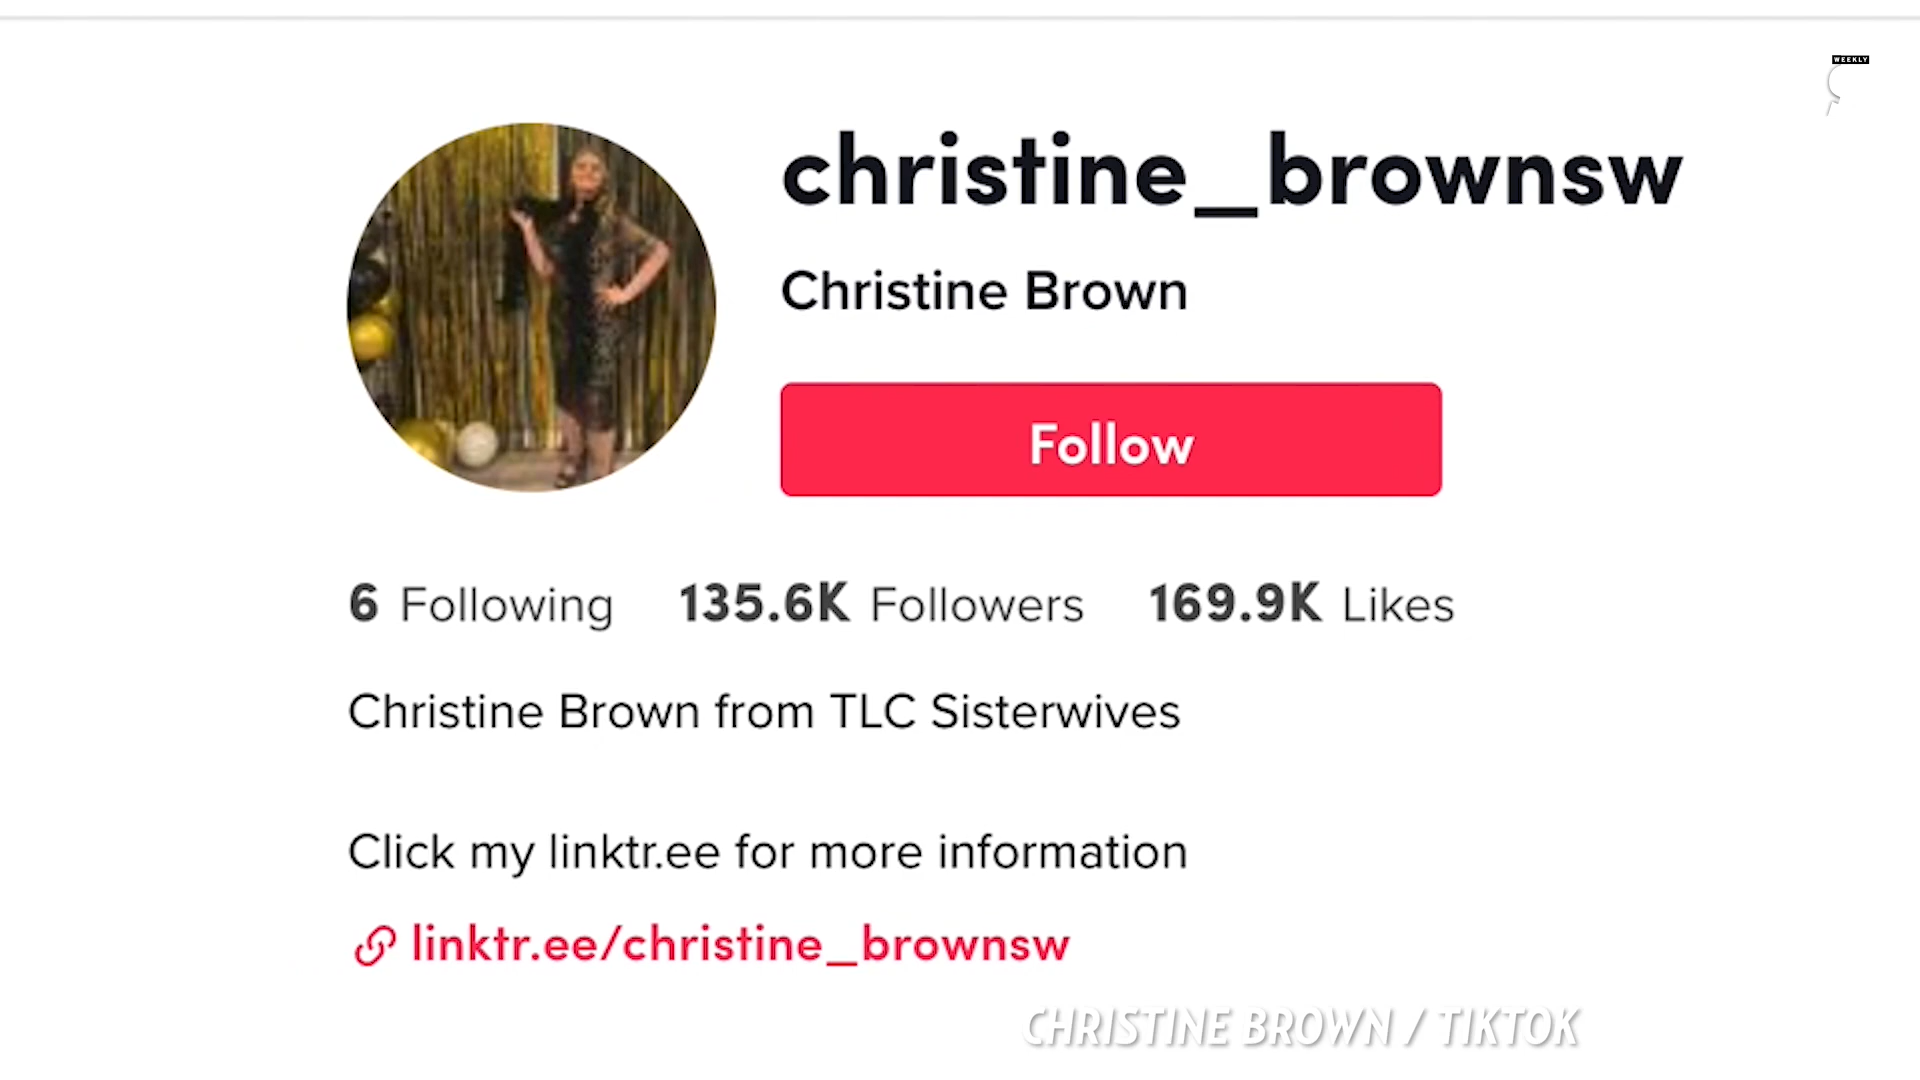 WEEKLY
christine_brownsw
Christine Brown
Follow
6 Following 135.6K Followers 169.9K Likes
Christine Brown from TLC Sisterwives
Click my linktr.ee for more information
linktr.ee/christine_brownsw
CHRISTINE BROWN / TIKTOK